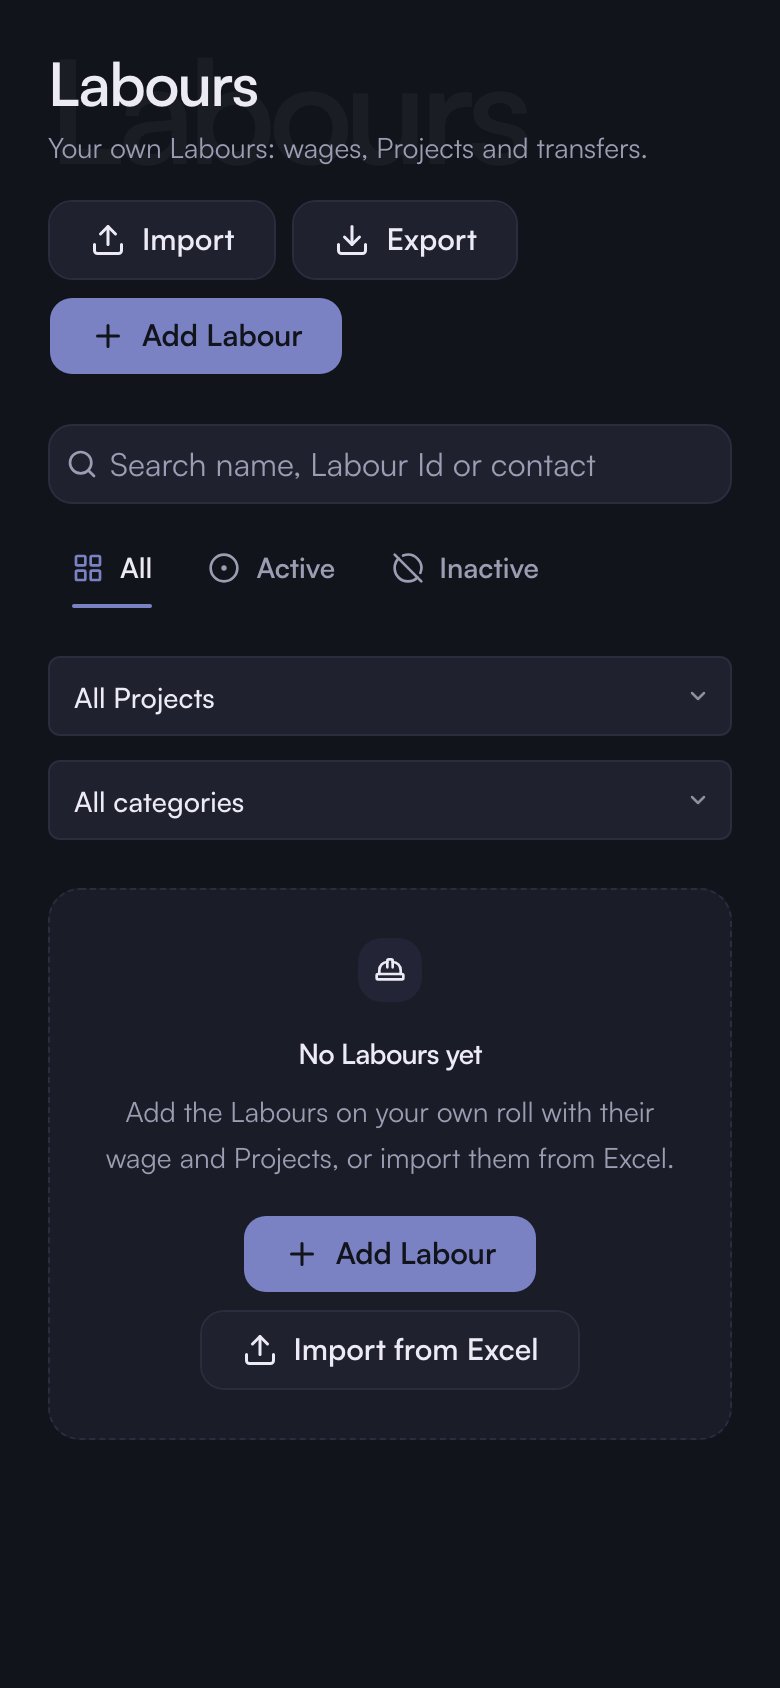 Labours
Labours
Your own Labours: wages, Projects and transfers.
Import
Export
Add Labour
Search name, Labour Id or contact
All
Active
Inactive
All Projects
All categories
No Labours yet
Add the Labours on your own roll with their
wage and Projects, or import them from Excel.
Add Labour
Import from Excel